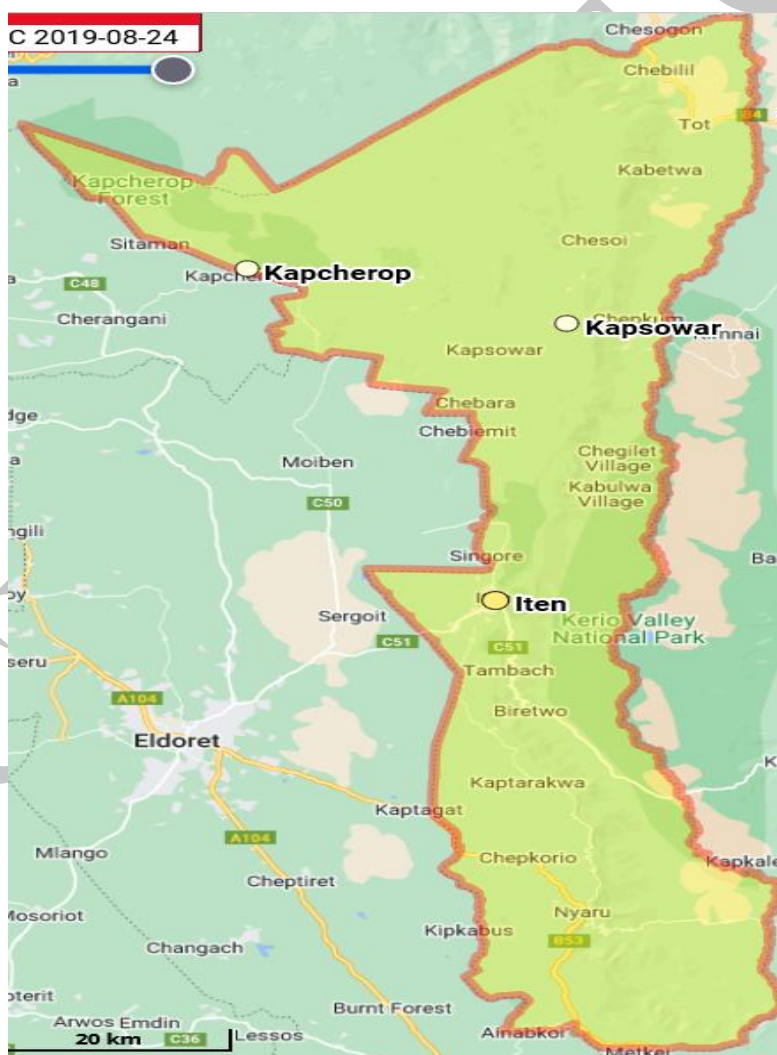 C 2019-08-24
Chesogon
Chebilil
B4
Tot
Kabetwa
Kapcherop
Forest
Sitaman
Chesoi
Kapcherop
C48
Cherangani
Kapsowar
Kapsowar
Chebara
Chebiemit
Moiben
Chegilet
Village
Kabulwa
Village
C50
Singore
Iten
Sergoit
Kerio Valley
National Park
C51
C51
Tambach
A104
Biretwo
Eldoret
Kaptarakwa
Kaptagat
A104
Mlango
Chepkorio
Cheptiret
Nyaru
Kipkabus
B53
Changach
Burnt Forest
Arwos Emdin
20 km
C36
Lessos
Ainabkoi